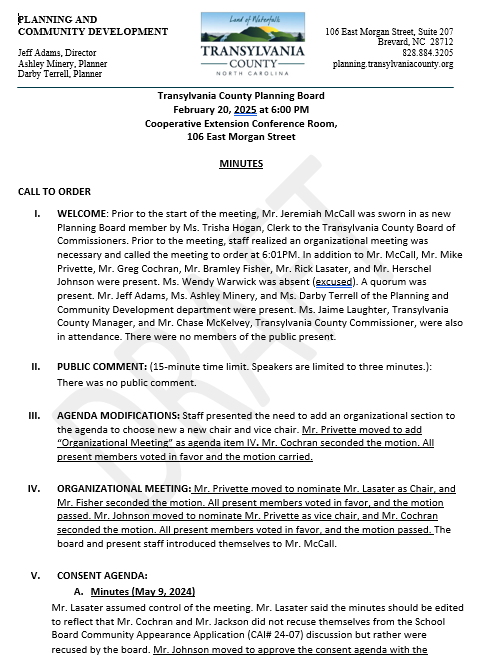 PLANNING AND
COMMUNITY DEVELOPMENT
Jeff Adams, Director
Ashley Minery, Planner
Darby Terrell, Planner
Land of Waterfalls
TRANSYLVANIA
COUNTY
NORTH CAROLINA
106 East Morgan Street, Suite 207
Brevard, NC 28712
828.884.3205
planning.transylvaniacounty.org
Transylvania County Planning Board
February 20, 2025 at 6:00 PM
Cooperative Extension Conference Room,
106 East Morgan Street
MINUTES
CALL TO ORDER
I. WELCOME: Prior to the start of the meeting, Mr. Jeremiah McCall was sworn in as new
Planning Board member by Ms. Trisha Hogan, Clerk to the Transylvania County Board of
Commissioners. Prior to the meeting, staff realized an organizational meeting was
necessary and called the meeting to order at 6:01PM. In addition to Mr. McCall, Mr. Mike
Privette, Mr. Greg Cochran, Mr. Bramley Fisher, Mr. Rick Lasater, and Mr. Herschel
Johnson were present. Ms. Wendy Warwick was absent (excused). A quorum was
present. Mr. Jeff Adams, Ms. Ashley Minery, and Ms. Darby Terrell of the Planning and
Community Development department were present. Ms. Jaime Laughter, Transylvania
County Manager, and Mr. Chase McKelvey, Transylvania County Commissioner, were also
in attendance. There were no members of the public present.
II. PUBLIC COMMENT: (15-minute time limit. Speakers are limited to three minutes.):
There was no public comment.
III. AGENDA MODIFICATIONS: Staff presented the need to add an organizational section to
the agenda to choose new a new chair and vice chair. Mr. Privette moved to add
“Organizational Meeting” as agenda item IV. Mr. Cochran seconded the motion. All
present members voted in favor and the motion carried.
IV. ORGANIZATIONAL MEETING: Mr. Privette moved to nominate Mr. Lasater as Chair, and
Mr. Fisher seconded the motion. All present members voted in favor, and the motion
passed. Mr. Johnson moved to nominate Mr. Privette as vice chair, and Mr. Cochran
seconded the motion. All present members voted in favor, and the motion passed. The
board and present staff introduced themselves to Mr. McCall.
V. CONSENT AGENDA:
A. Minutes (May 9, 2024)
Mr. Lasater assumed control of the meeting. Mr. Lasater said the minutes should be edited
to reflect that Mr. Cochran and Mr. Jackson did not recuse themselves from the School
Board Community Appearance Application (CAI# 24-07) discussion but rather were
recused by the board. Mr. Johnson moved to approve the consent agenda with the
DRAFT